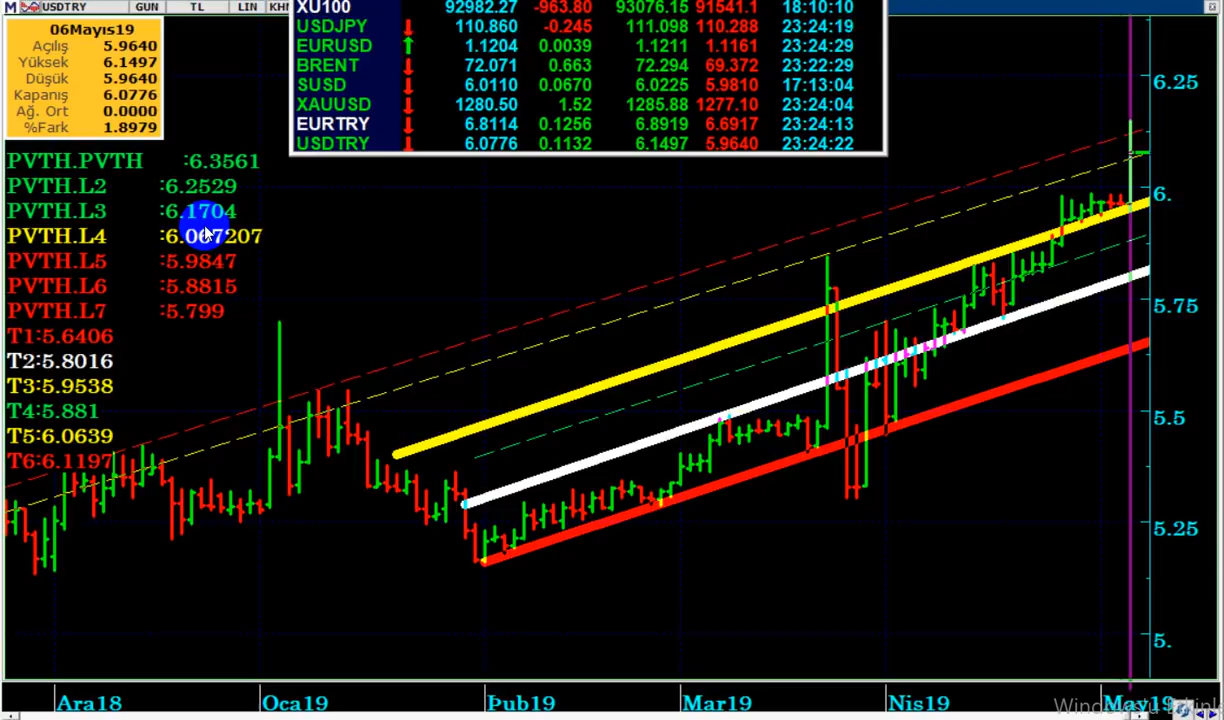 M USDTRY GUN TL LIN KHN
06Mayıs19
Açılış 5.9640
Yüksek 6.1497
Düşük 5.9640
Kapanış 6.0776
Ağ. Ort 0.0000
%Fark 1.8979
XU100 92982.27 -963.80 93076.15 91541.1 18:10:10
USDJPY 110.860 -0.245 111.098 110.288 23:24:19
EURUSD 1.1204 0.0039 1.1211 1.1161 23:24:29
BRENT 72.071 0.663 72.294 69.372 23:22:29
SUSD 6.0110 0.0670 6.0225 5.9810 17:13:04
XAUUSD 1280.50 1.52 1285.88 1277.10 23:24:04
EURTRY 6.8114 0.1256 6.8919 6.6917 23:24:13
USDTRY 6.0776 0.1132 6.1497 5.9640 23:24:22
PVTH.PVTH :6.3561
PVTH.L2 :6.2529
PVTH.L3 :6.1704
PVTH.L4 :6.067207
PVTH.L5 :5.9847
PVTH.L6 :5.8815
PVTH.L7 :5.799
T1:5.6406
T2:5.8016
T3:5.9538
T4:5.881
T5:6.0639
T6:6.1197
6.25
6.
5.75
5.5
5.25
5.
Ara18 Oca19 Þub19 Mar19 Nis19 May19